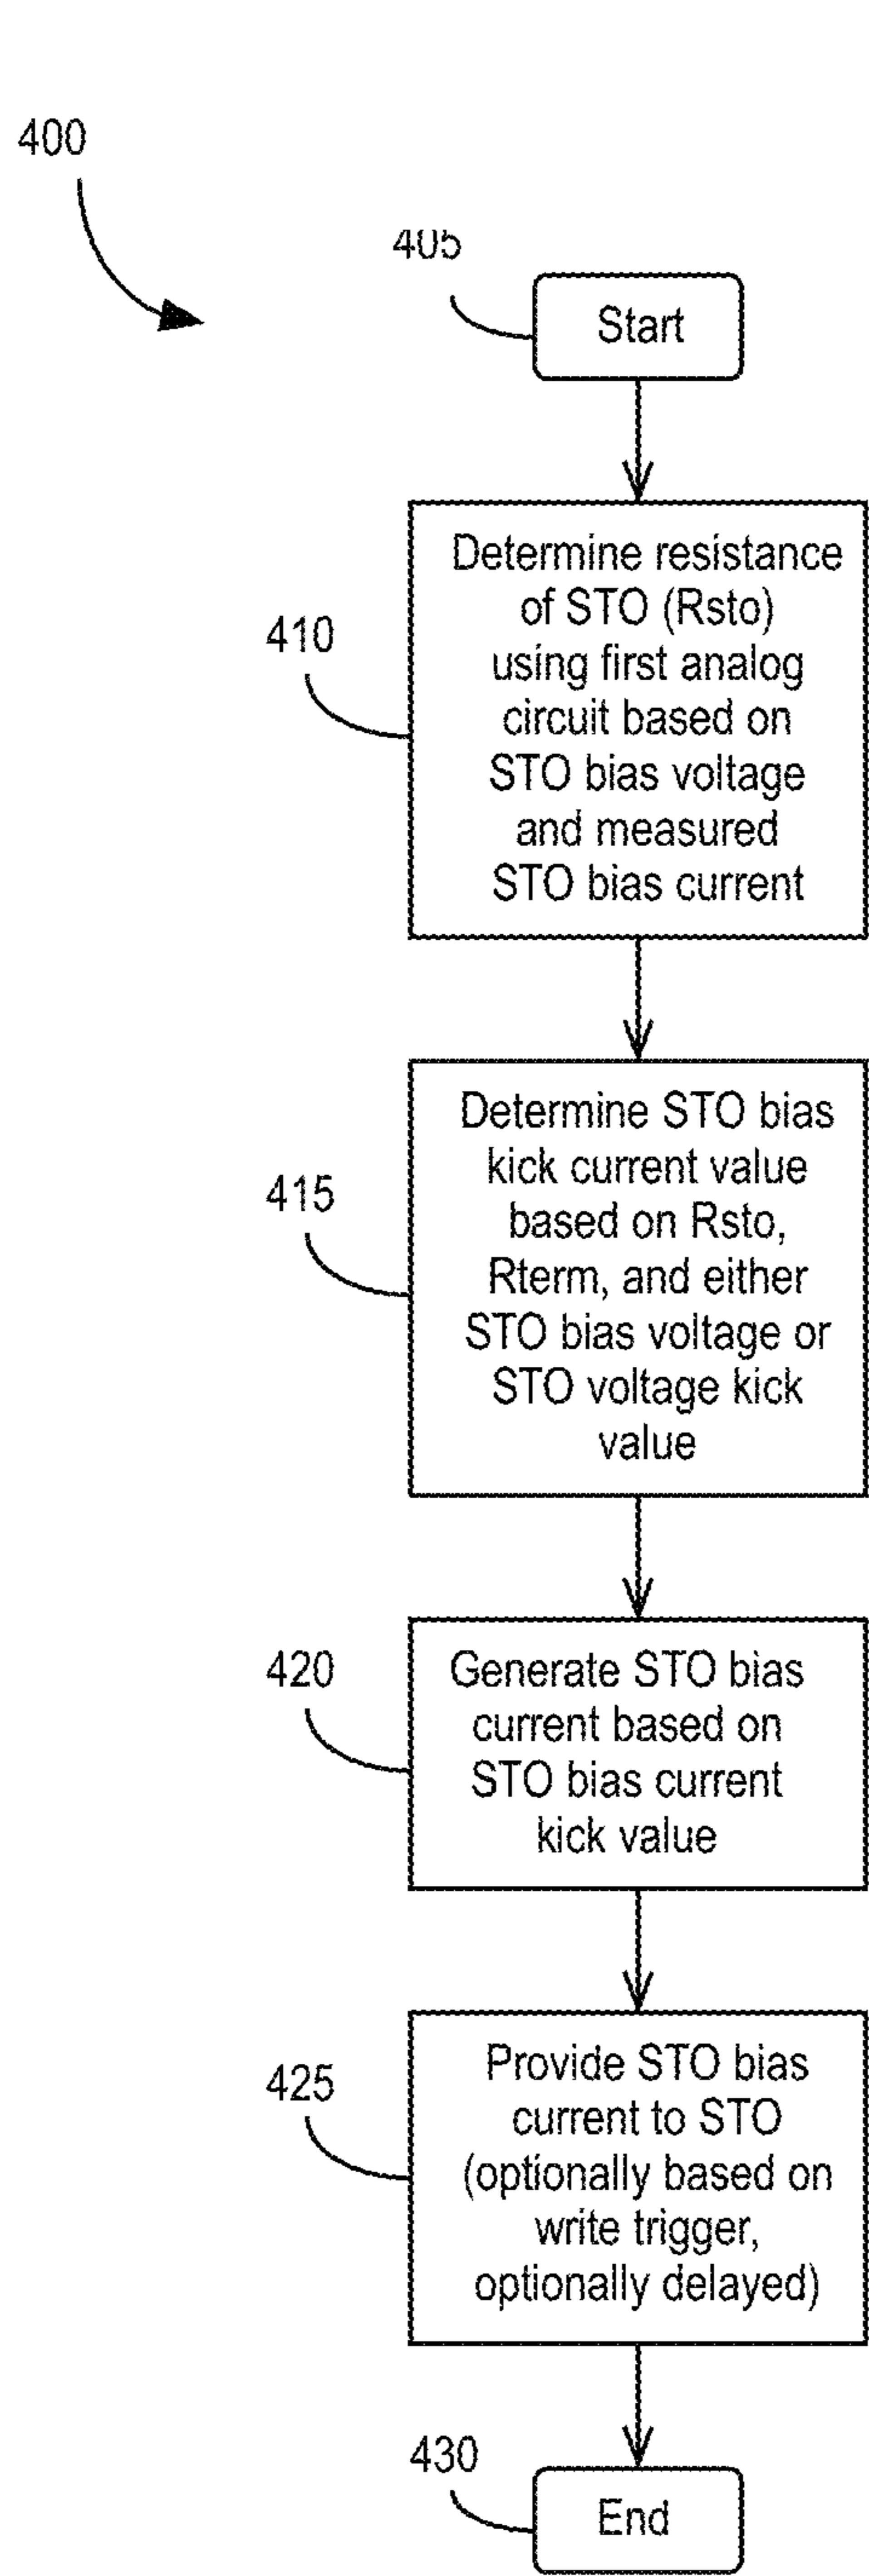 400
405
Start
410
Determine resistance
of STO (Rsto)
using first analog
circuit based on
STO bias voltage
and measured
STO bias current
415
Determine STO bias
kick current value
based on Rsto,
Rterm, and either
STO bias voltage or
STO voltage kick
value
420
Generate STO bias
current based on
STO bias current
kick value
425
Provide STO bias
current to STO
(optionally based on
write trigger,
optionally delayed)
430
End